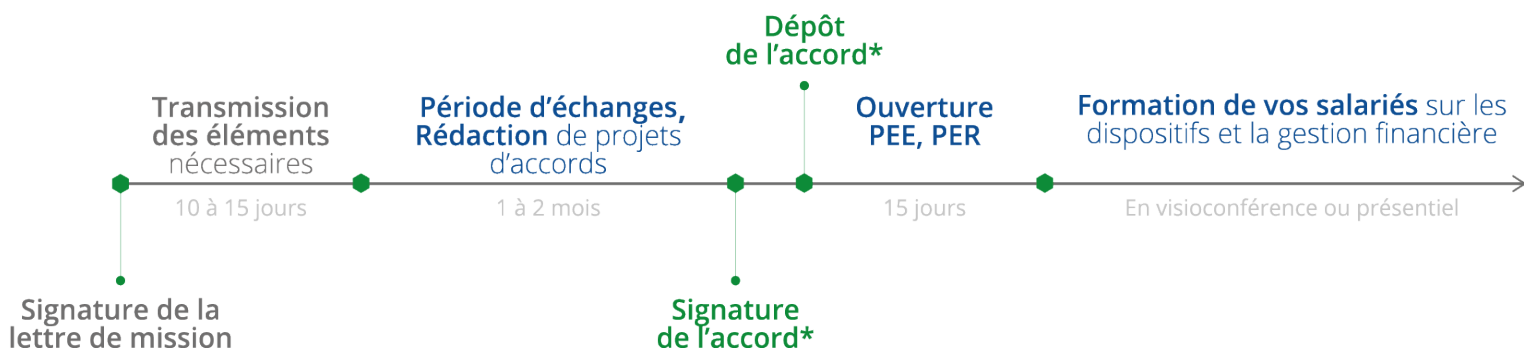 Dépôt
de l'accord*
Transmission
des éléments
nécessaires
Période d'échanges,
Rédaction de projets
d'accords
Ouverture
PEE, PER
Formation de vos salariés sur les
dispositifs et la gestion financière
10 à 15 jours
1 à 2 mois
15 jours
En visioconférence ou présentiel
Signature de la
lettre de mission
Signature
de l'accord*